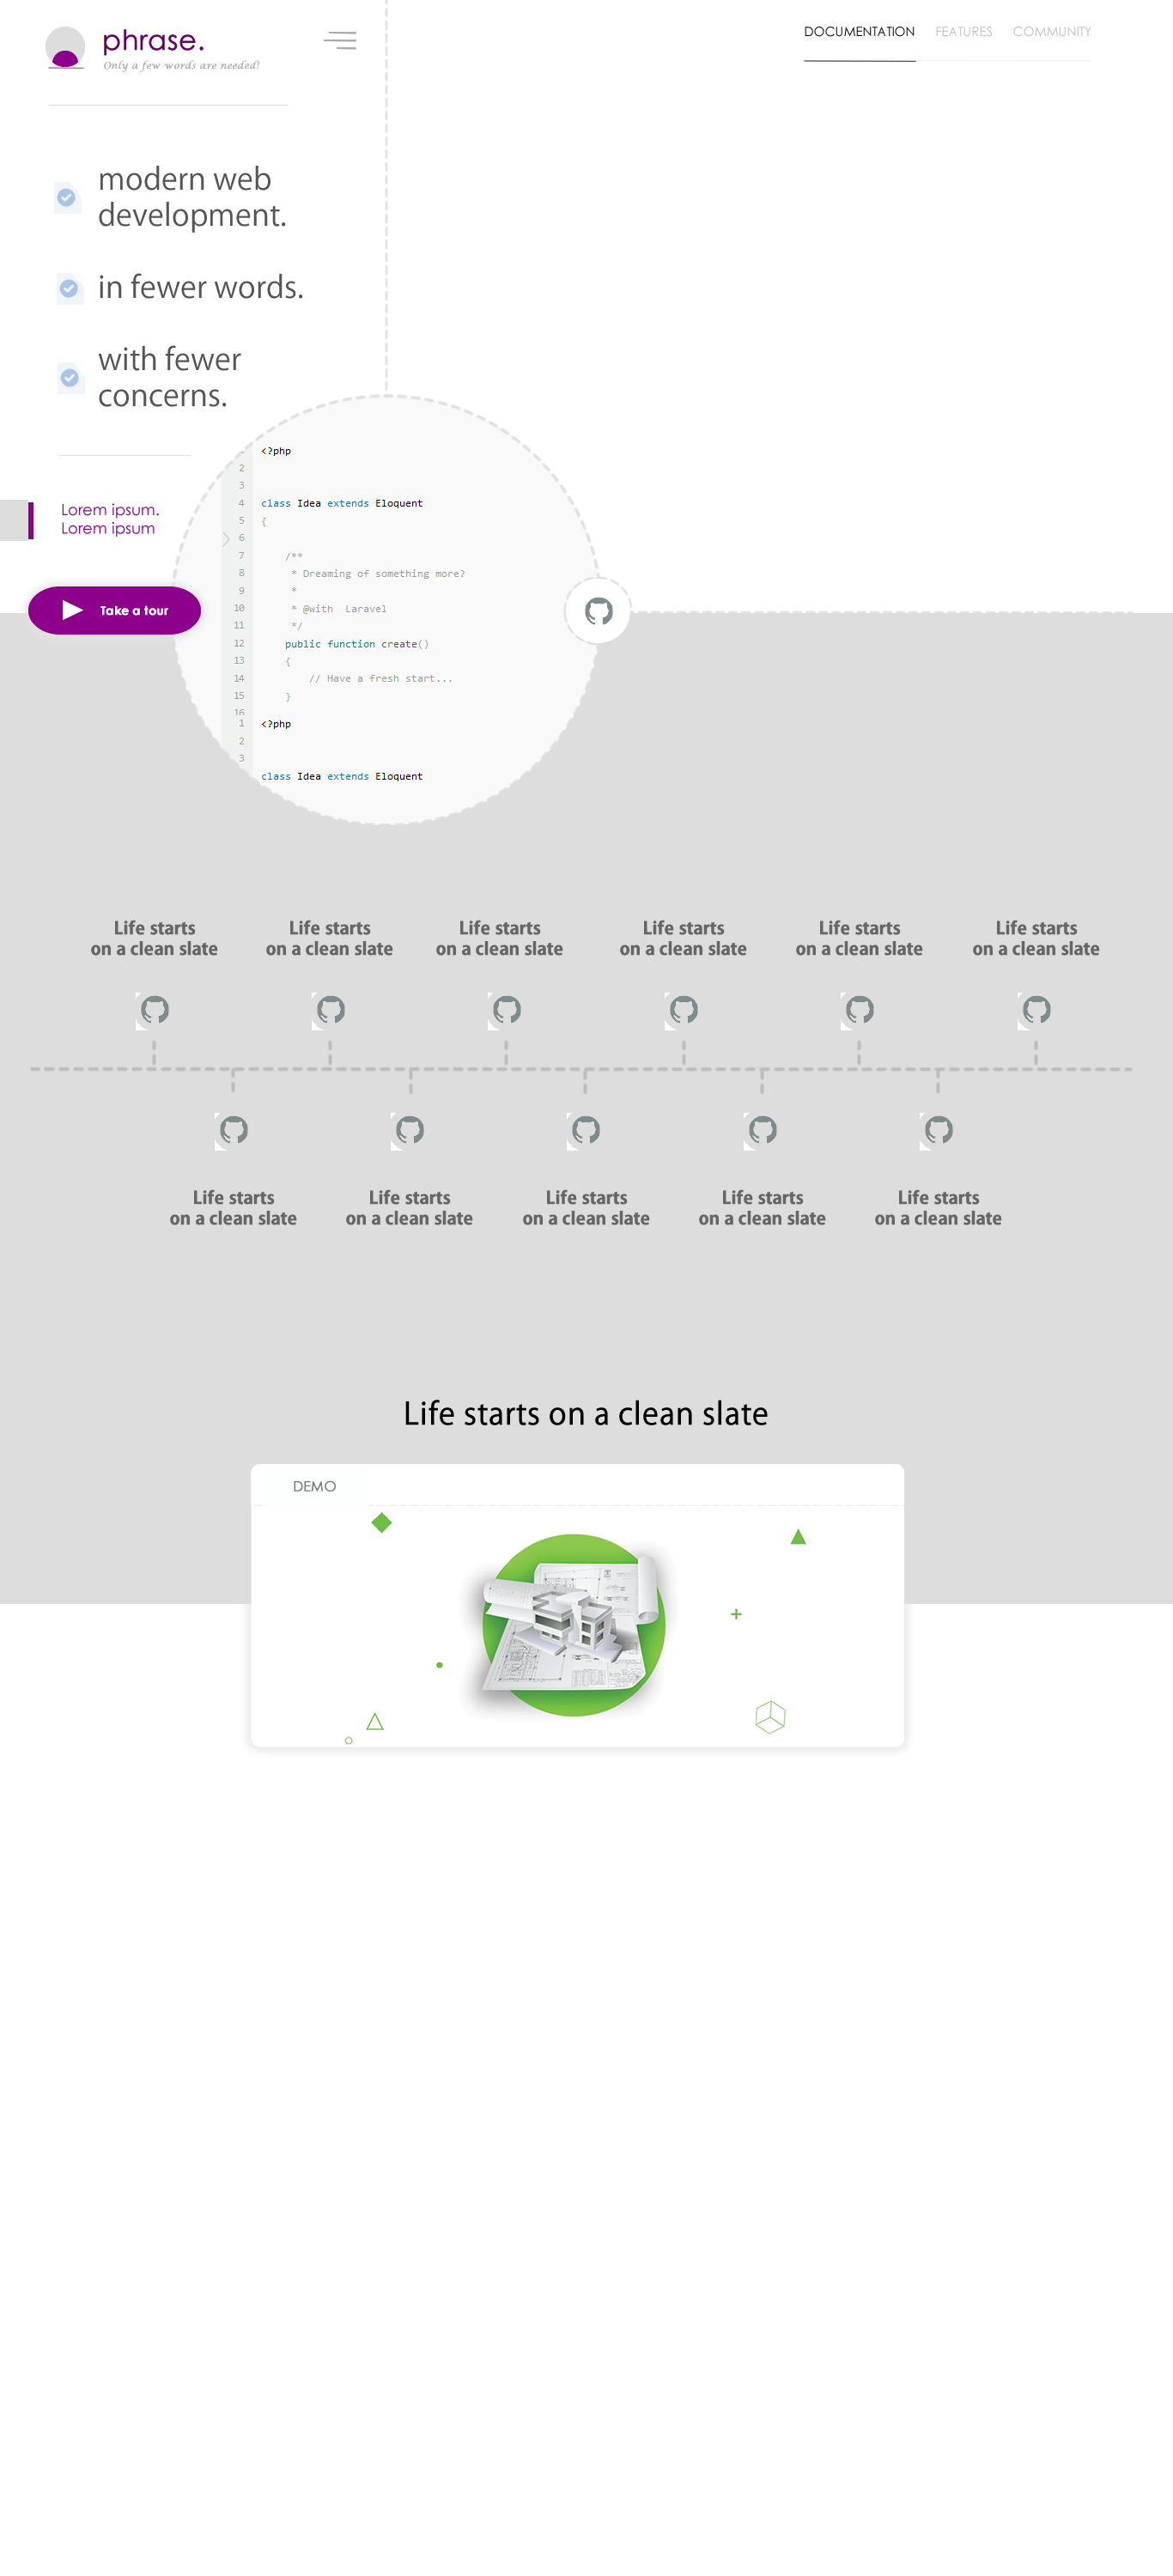 phrase.
Only a few words are needed!
DOCUMENTATION FEATURES COMMUNITY
modern web
development.
in fewer words.
with fewer
concerns.
Lorem ipsum.
Lorem ipsum
Take a tour
<?php
2
3
4 class Idea extends Eloquent
5 {
6
7 /**
8 * Dreaming of something more?
9 *
10 * @with Laravel
11 */
12 public function create()
13 {
14 // Have a fresh start...
15 }
16
1 <?php
2
3
class Idea extends Eloquent
Life starts
on a clean slate
Life starts
on a clean slate
Life starts
on a clean slate
Life starts
on a clean slate
Life starts
on a clean slate
Life starts
on a clean slate
Life starts
on a clean slate
Life starts
on a clean slate
Life starts
on a clean slate
Life starts
on a clean slate
Life starts
on a clean slate
Life starts on a clean slate
DEMO